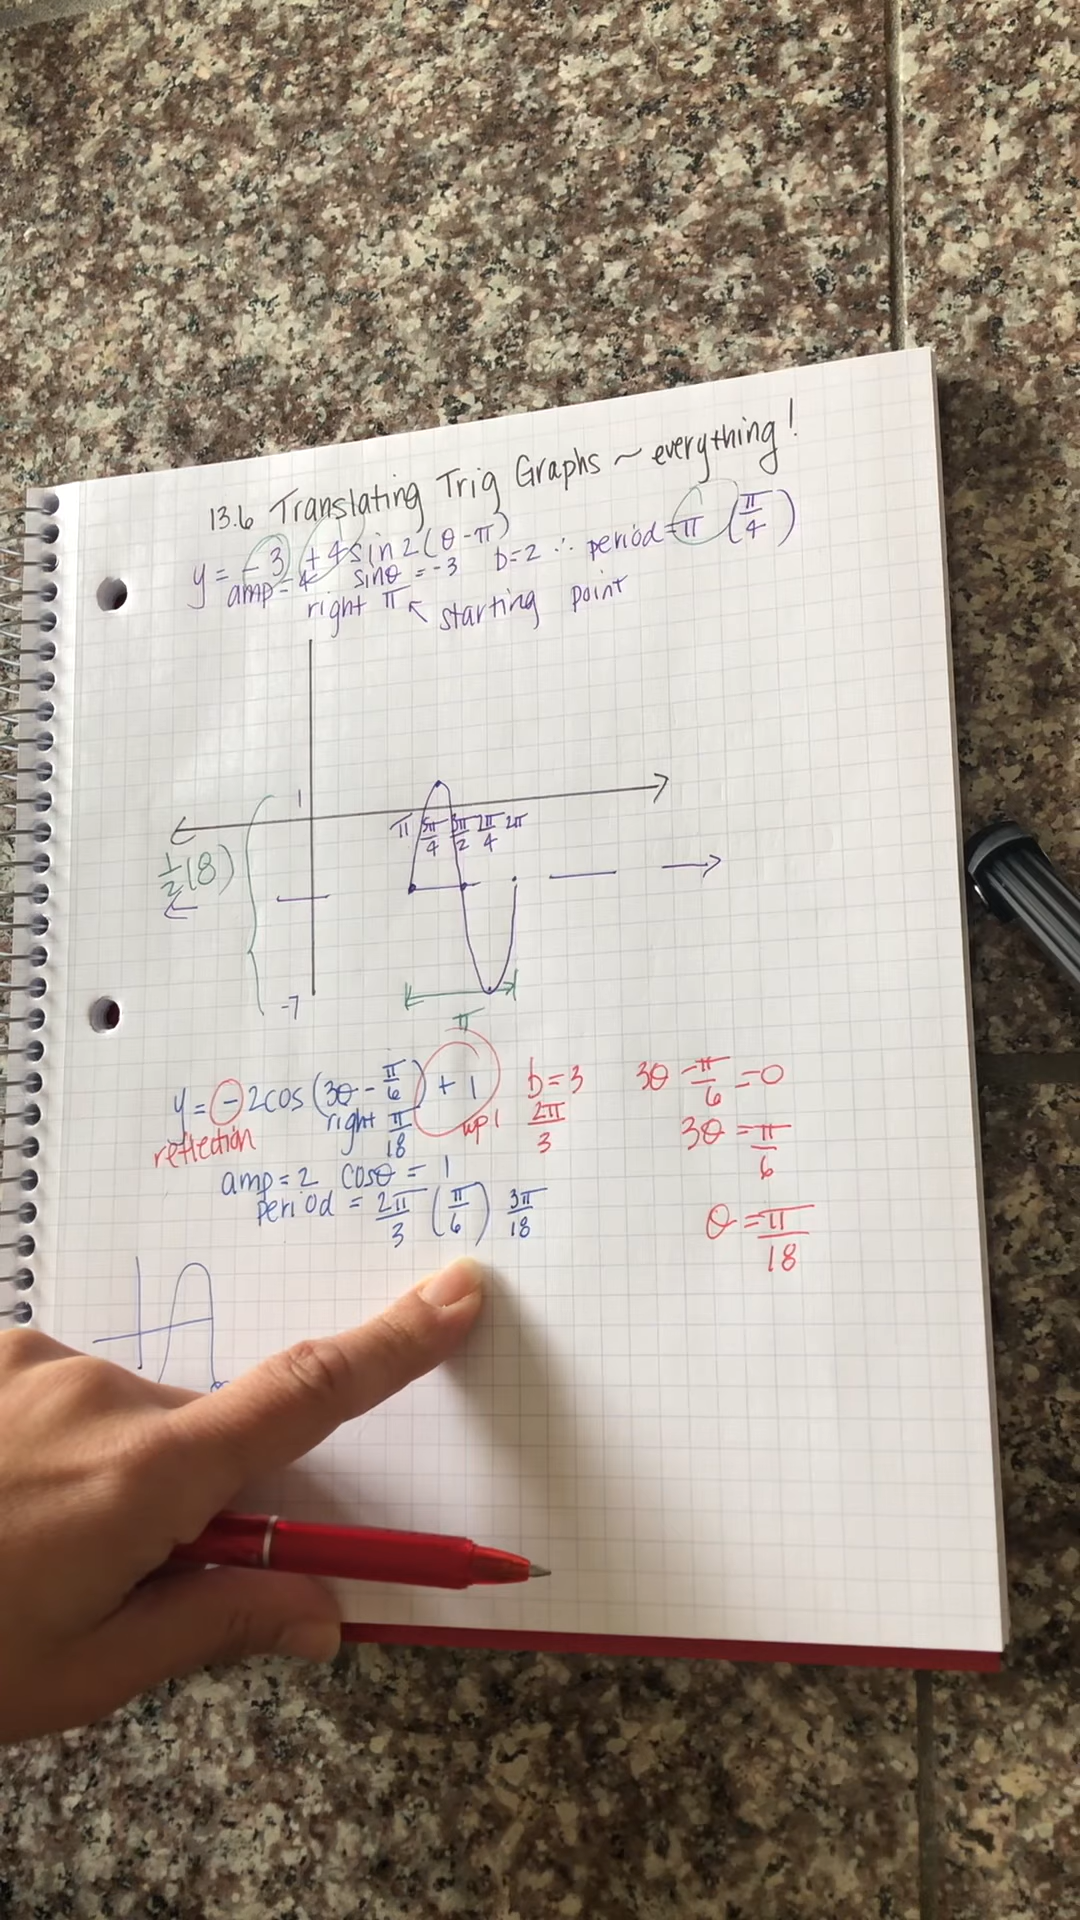 13.6 Translating Trig Graphs ~ everything!
y = -3 + 4sin2(θ-π)   b=2 ∴ period=π (π/4)
amp = 4   sinθ = -3
right π ← starting point
1
π 5π/4 3π/2 7π/4 2π
1/2(8)
-7
π
y = -2cos(3θ - π/6) + 1   b=3   3θ - π/6 = 0
reflection   right π/18   up 1   2π/3   3θ = π/6
amp=2   cosθ = 1
period = 2π/3 (π/6) 3π/18   θ = π/18